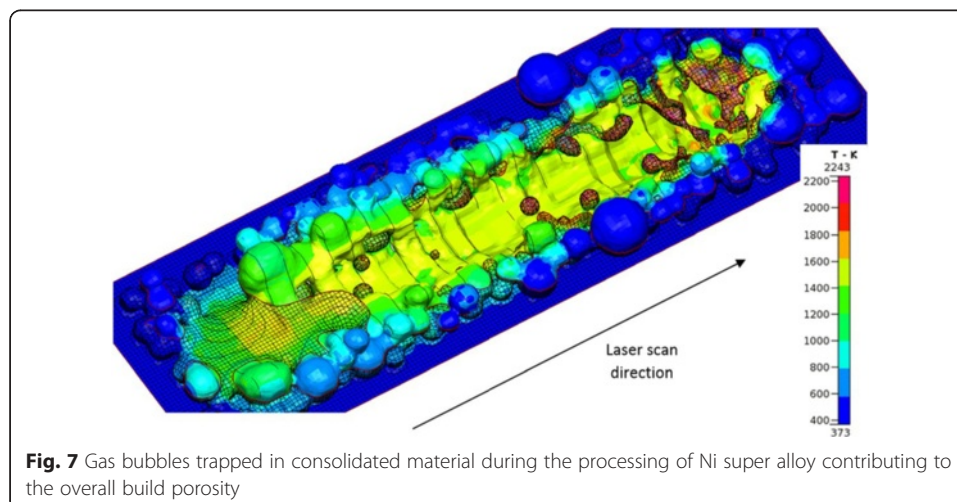 T - K
2243
2200
2000
1800
1600
1400
1200
1000
800
600
400
373
Laser scan
direction
Fig. 7 Gas bubbles trapped in consolidated material during the processing of Ni super alloy contributing to
the overall build porosity